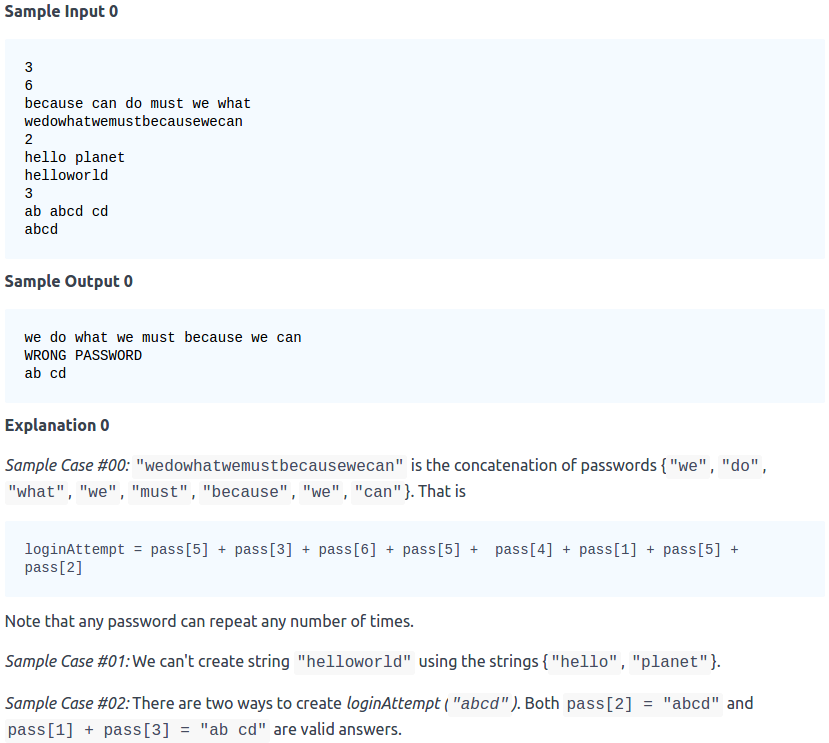 Sample Input 0
3
6
because can do must we what
wedowhatwemustbecausewecan
2
hello planet
helloworld
3
ab abcd cd
abcd
Sample Output 0
we do what we must because we can
WRONG PASSWORD
ab cd
Explanation 0
Sample Case #00: "wedowhatwemustbecausewecan" is the concatenation of passwords {"we", "do",
"what", "we", "must", "because", "we", "can"}. That is
loginAttempt = pass[5] + pass[3] + pass[6] + pass[5] +  pass[4] + pass[1] + pass[5] +
pass[2]
Note that any password can repeat any number of times.
Sample Case #01: We can't create string "helloworld" using the strings {"hello", "planet"}.
Sample Case #02: There are two ways to create loginAttempt ("abcd"). Both pass[2] = "abcd" and
pass[1] + pass[3] = "ab cd" are valid answers.